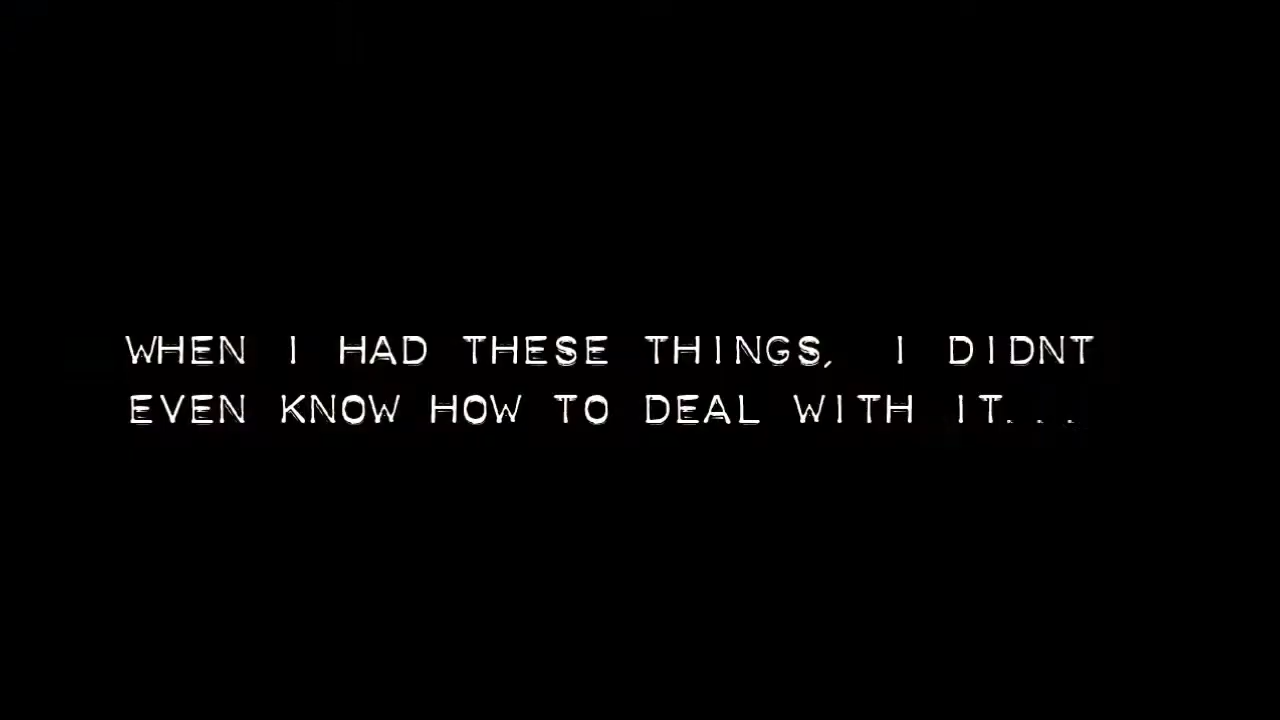 WHEN I HAD THESE THINGS, I DIDNT
EVEN KNOW HOW TO DEAL WITH IT...